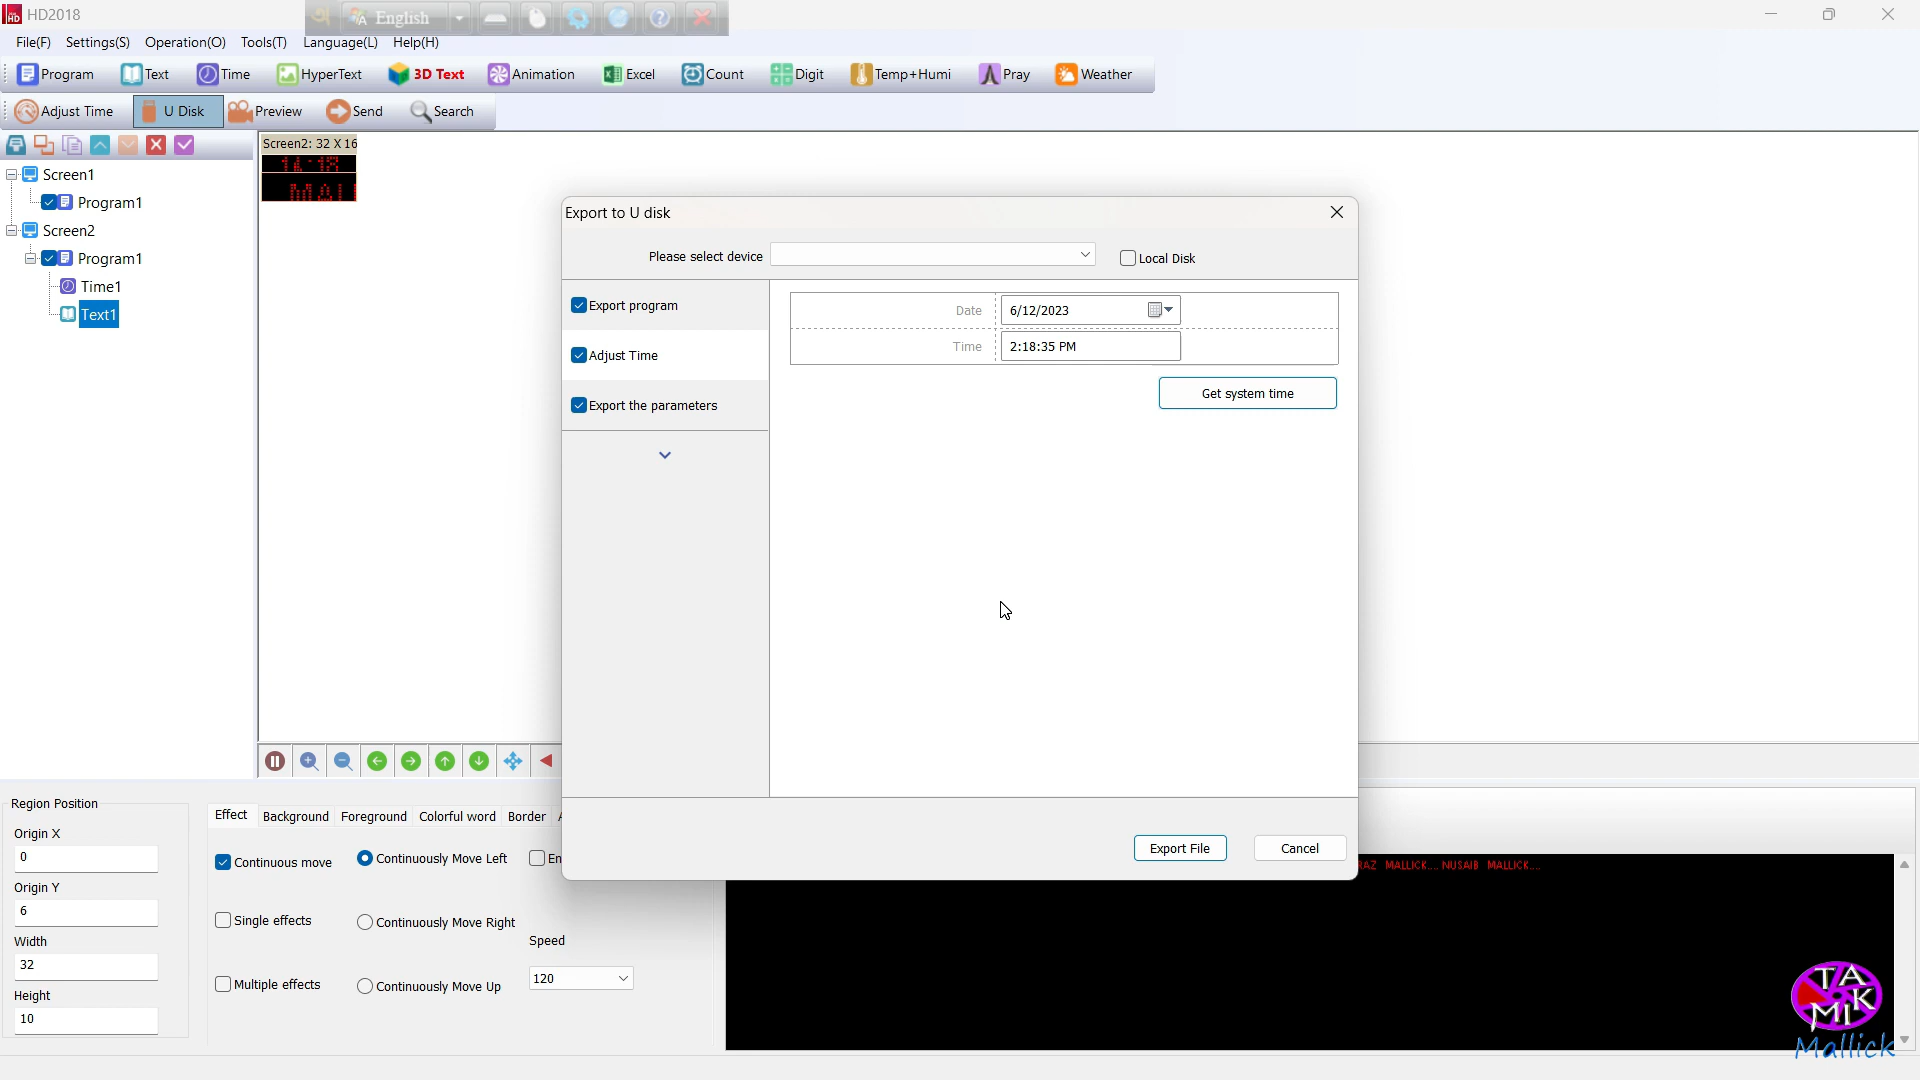 HD2018
English
File(F) Settings(S) Operation(O) Tools(T) Language(L) Help(H)
Program Text Time HyperText 3D Text Animation Excel Count Digit Temp+Humi Pray Weather
Adjust Time U Disk Preview Send Search
Screen1
Program1
Screen2
Program1
Time1
Text1
Screen2: 32 X 16
Export to U disk
Please select device
Local Disk
Export program
Adjust Time
Export the parameters
Date 6/12/2023
Time 2:18:35 PM
Get system time
Export File
Cancel
Region Position
Origin X
0
Origin Y
6
Width
32
Height
10
Effect Background Foreground Colorful word Border
Continuous move
Single effects
Multiple effects
Continuously Move Left
Continuously Move Right
Continuously Move Up
En
Speed
120
RAZ MALLICK.... NUSAIB MALLICK....
TA
MIK
Mallick